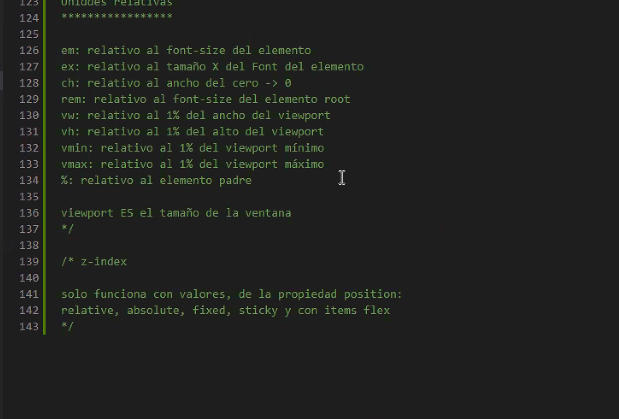 123 Uniddes relativas
124 *****************
125
126 em: relativo al font-size del elemento
127 ex: relativo al tamaño X del Font del elemento
128 ch: relativo al ancho del cero -> 0
129 rem: relativo al font-size del elemento root
130 vw: relativo al 1% del ancho del viewport
131 vh: relativo al 1% del alto del viewport
132 vmin: relativo al 1% del viewport mínimo
133 vmax: relativo al 1% del viewport máximo
134 %: relativo al elemento padre
135
136 viewport ES el tamaño de la ventana
137 */
138
139 /* z-index
140
141 solo funciona con valores, de la propiedad position:
142 relative, absolute, fixed, sticky y con items flex
143 */